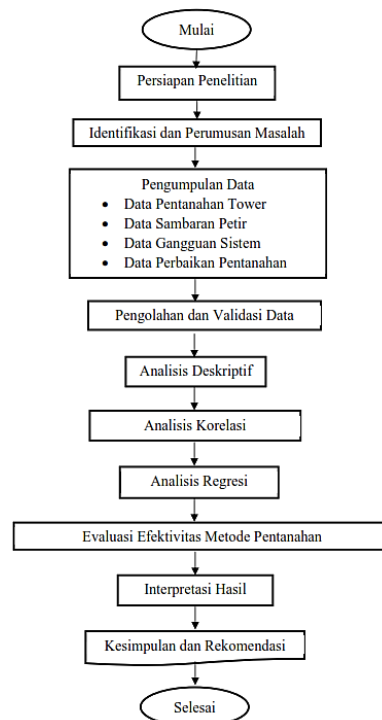 Mulai
Persiapan Penelitian
Identifikasi dan Perumusan Masalah
Pengumpulan Data
• Data Pentanahan Tower
• Data Sambaran Petir
• Data Gangguan Sistem
• Data Perbaikan Pentanahan
Pengolahan dan Validasi Data
Analisis Deskriptif
Analisis Korelasi
Analisis Regresi
Evaluasi Efektivitas Metode Pentanahan
Interpretasi Hasil
Kesimpulan dan Rekomendasi
Selesai